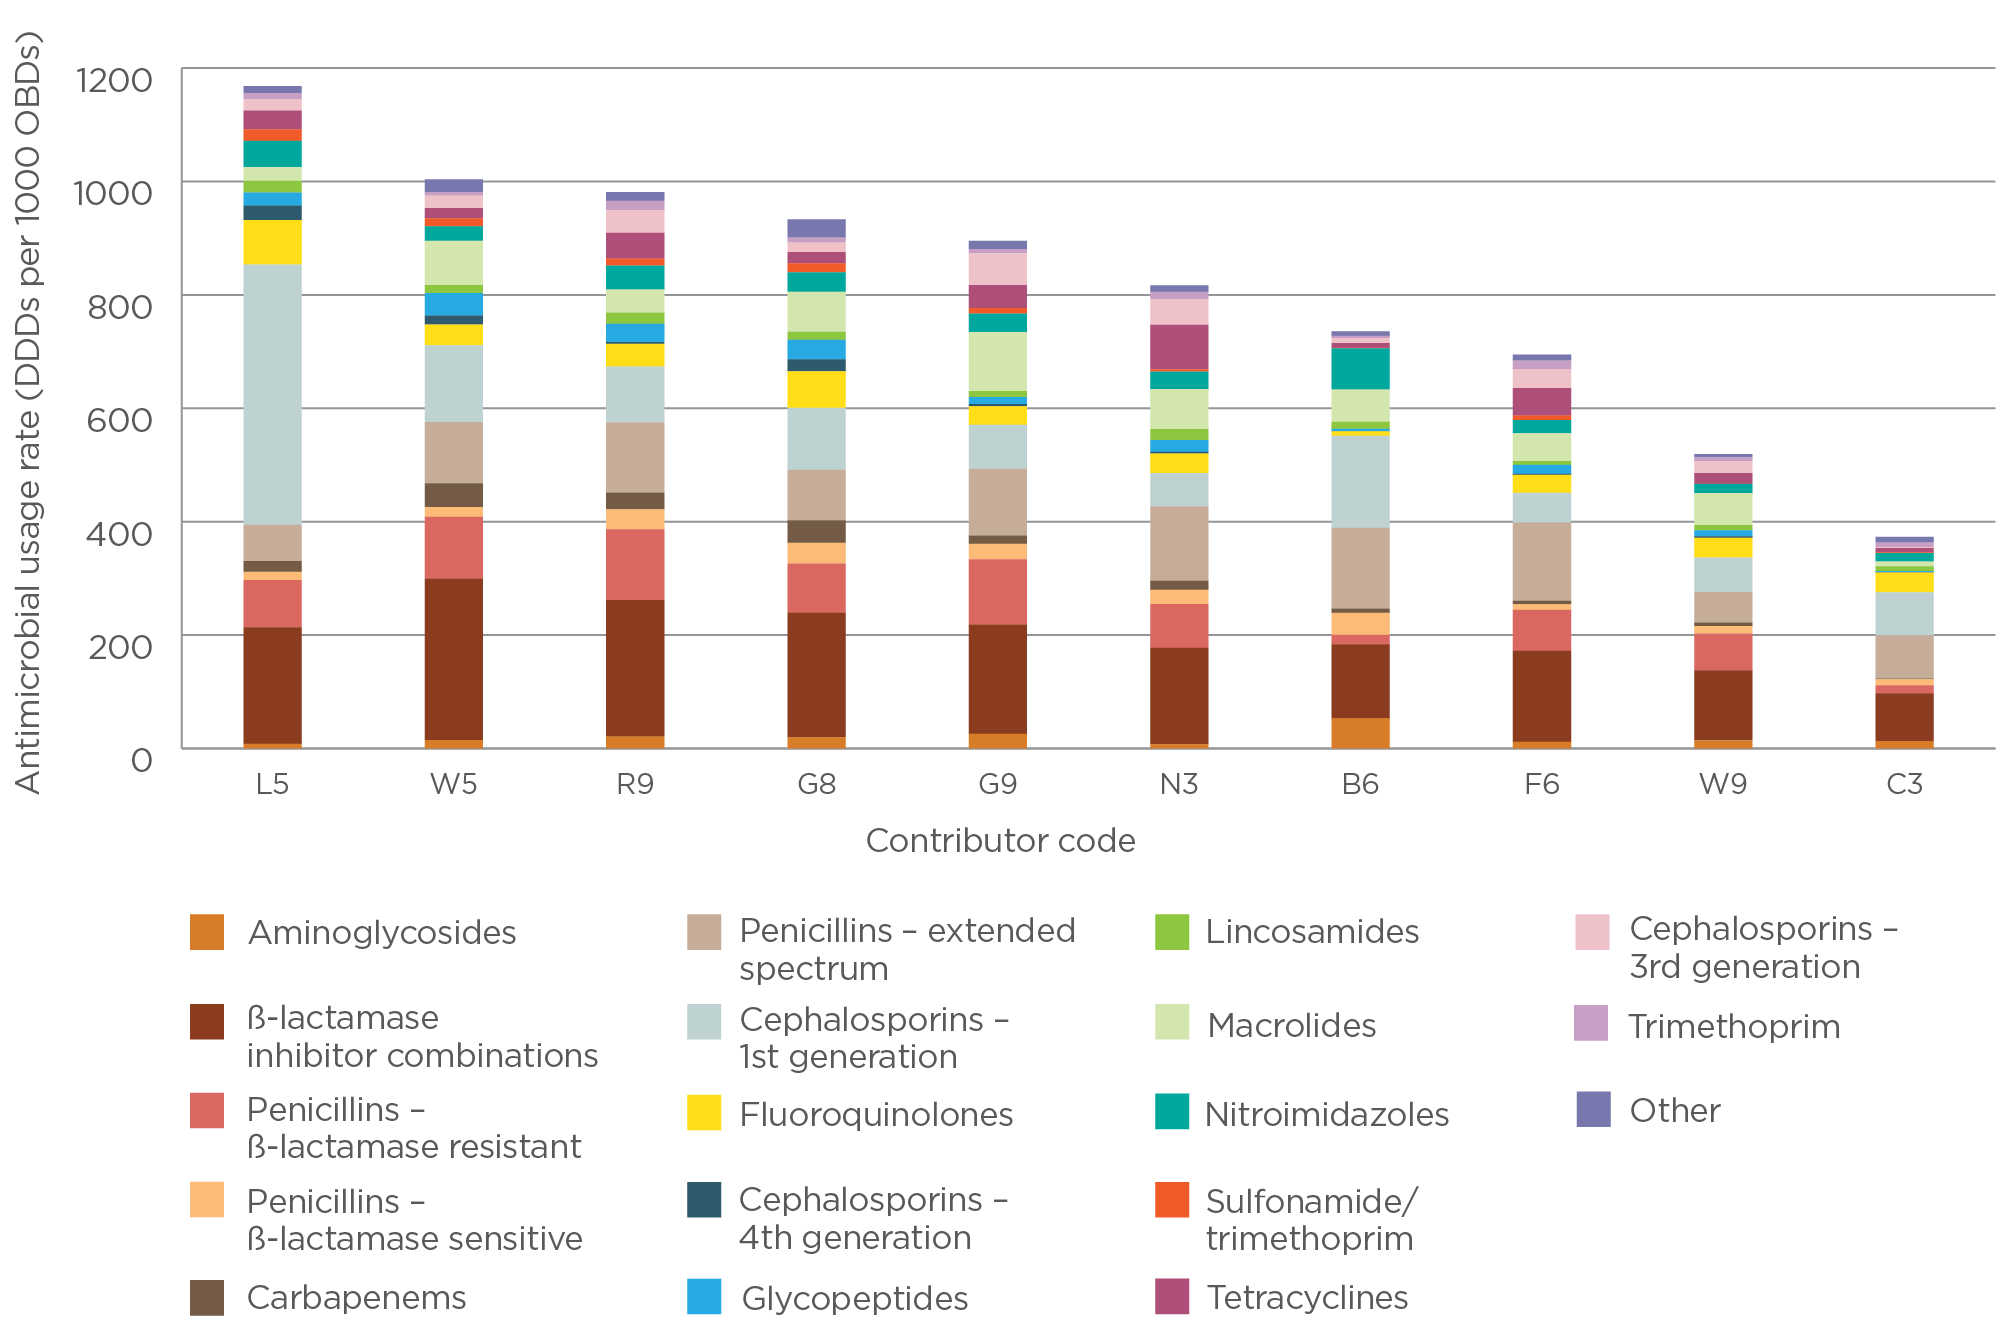 Antimicrobial usage rate (DDDs per 1000 OBDs)
1200
1000
800
600
400
200
0
L5 W5 R9 G8 G9 N3 B6 F6 W9 C3
Contributor code
Aminoglycosides
ß-lactamase
inhibitor combinations
Penicillins –
ß-lactamase resistant
Penicillins –
ß-lactamase sensitive
Carbapenems
Penicillins – extended
spectrum
Cephalosporins –
1st generation
Fluoroquinolones
Cephalosporins –
4th generation
Glycopeptides
Lincosamides
Macrolides
Nitroimidazoles
Sulfonamide/
trimethoprim
Tetracyclines
Cephalosporins –
3rd generation
Trimethoprim
Other